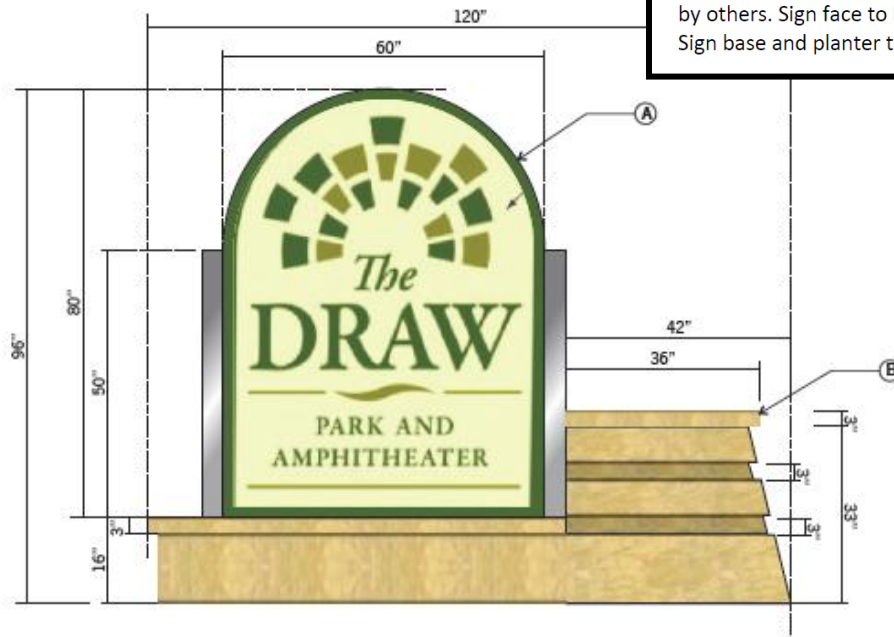 by others. Sign face to
Sign base and planter t
120"
60"
A
96"
80"
50"
The
DRAW
PARK AND
AMPHITHEATER
42"
36"
B
3"
3"
33"
3"
3"
16"